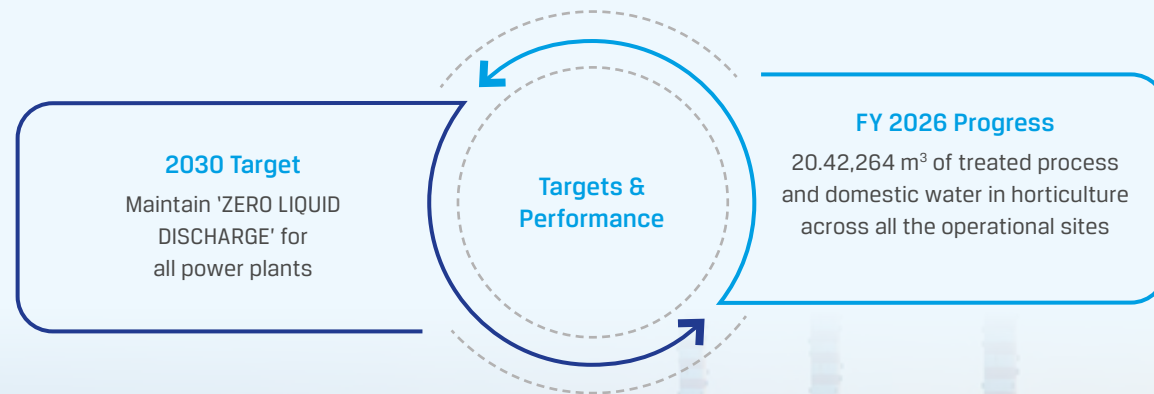 2030 Target
Maintain ‘ZERO LIQUID
DISCHARGE’ for
all power plants
Targets &
Performance
FY 2026 Progress
20.42,264 m³ of treated process
and domestic water in horticulture
across all the operational sites